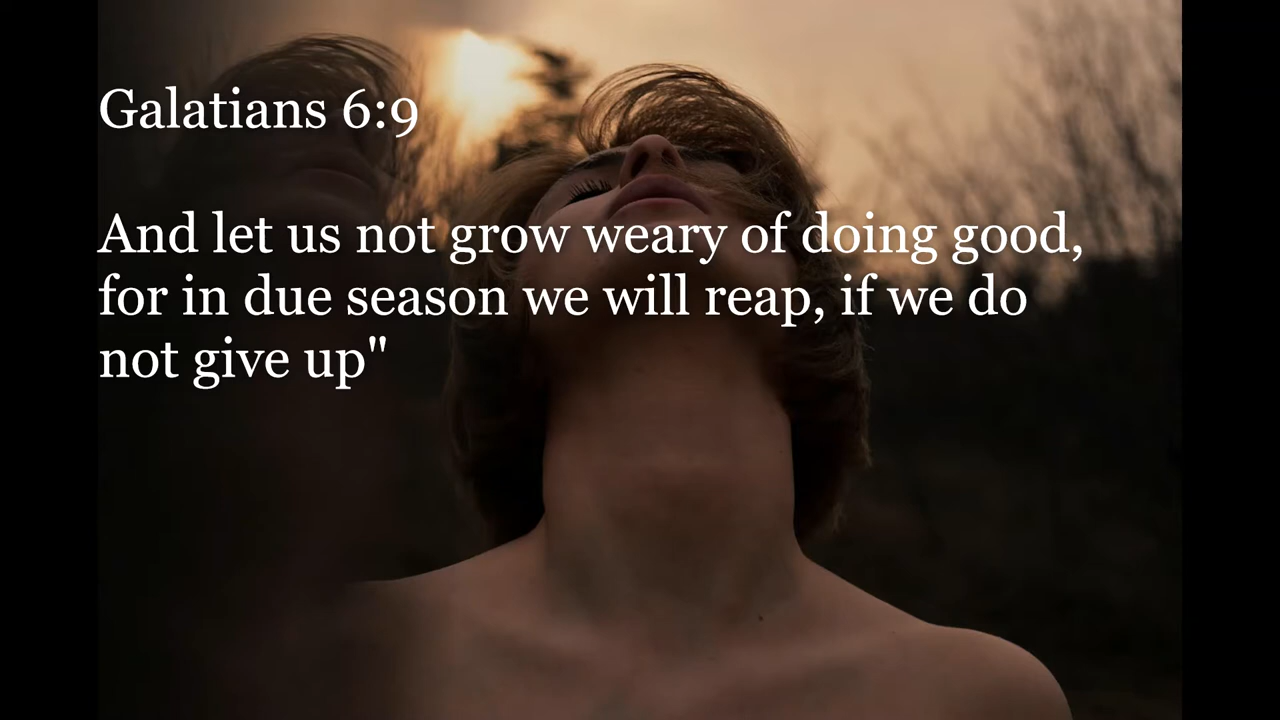 Galatians 6:9
And let us not grow weary of doing good,
for in due season we will reap, if we do
not give up"